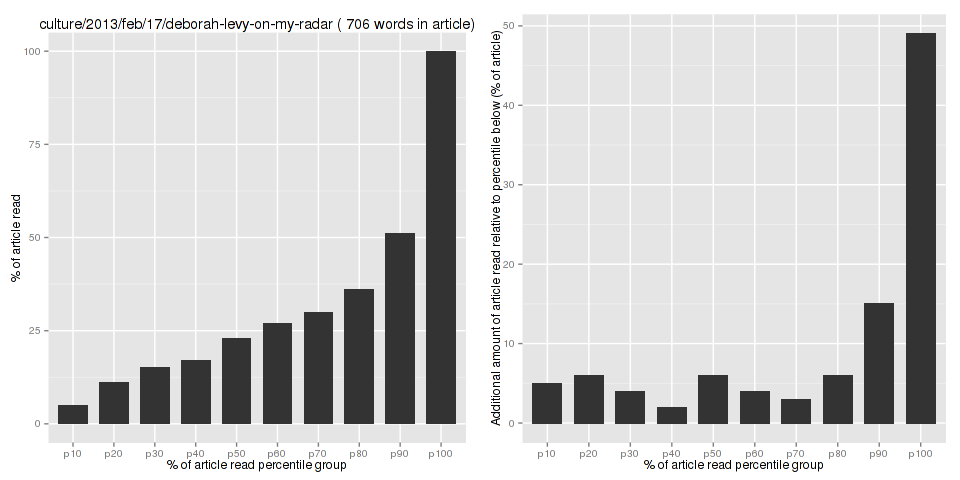 culture/2013/feb/17/deborah-levy-on-my-radar ( 706 words in article)
% of article read
100
75
50
25
0
p10 p20 p30 p40 p50 p60 p70 p80 p90 p100
% of article read percentile group
Additional amount of article read relative to percentile below (% of article)
50
40
30
20
10
0
p10 p20 p30 p40 p50 p60 p70 p80 p90 p100
% of article read percentile group